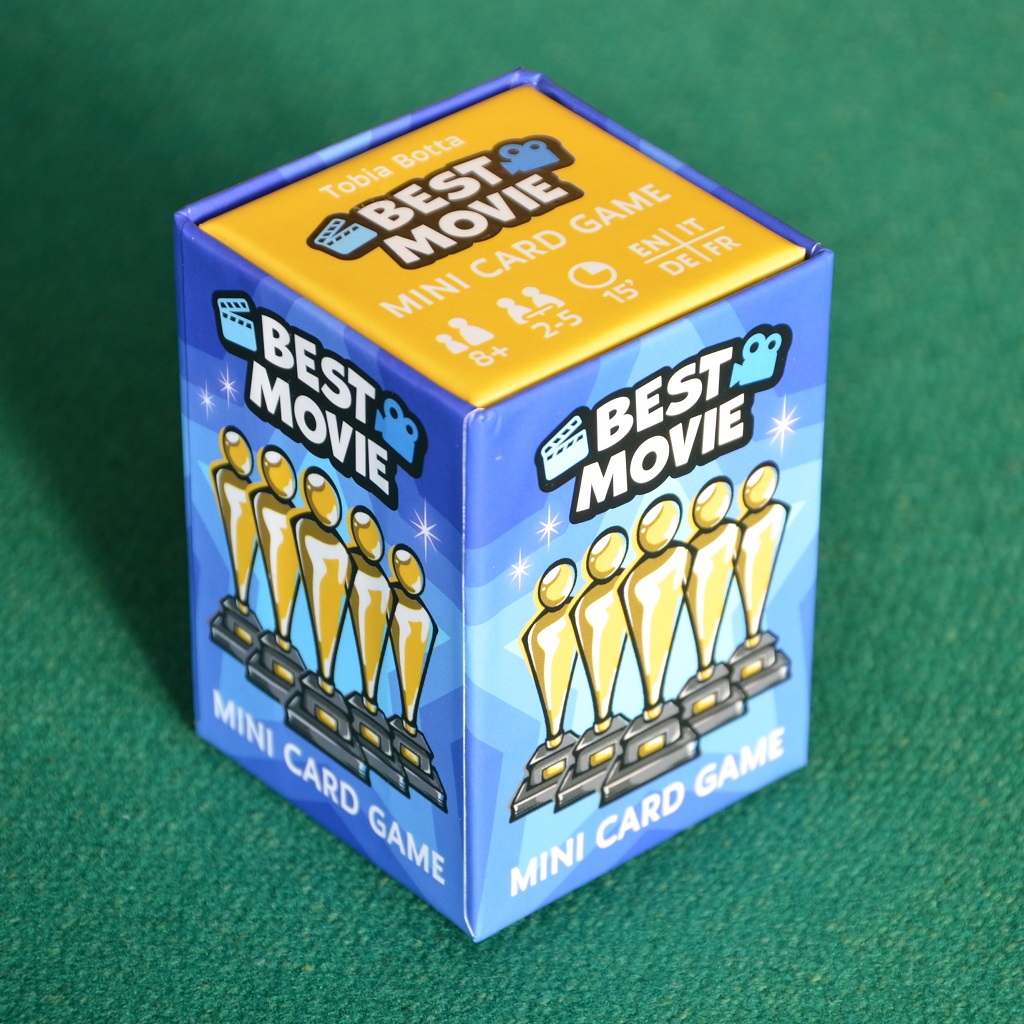 Tobia Botta
BEST
MOVIE
MINI CARD GAME
8+
2-5
15'
EN | IT
DE | FR
BEST
MOVIE
MINI CARD GAME
BEST
MOVIE
MINI CARD GAME